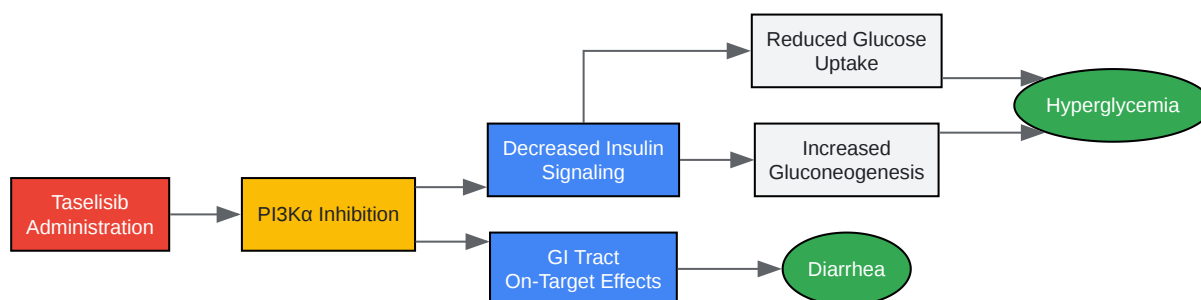 Taselisib
Administration
PI3Kα Inhibition
Decreased Insulin
Signaling
Reduced Glucose
Uptake
Increased
Gluconeogenesis
Hyperglycemia
GI Tract
On-Target Effects
Diarrhea